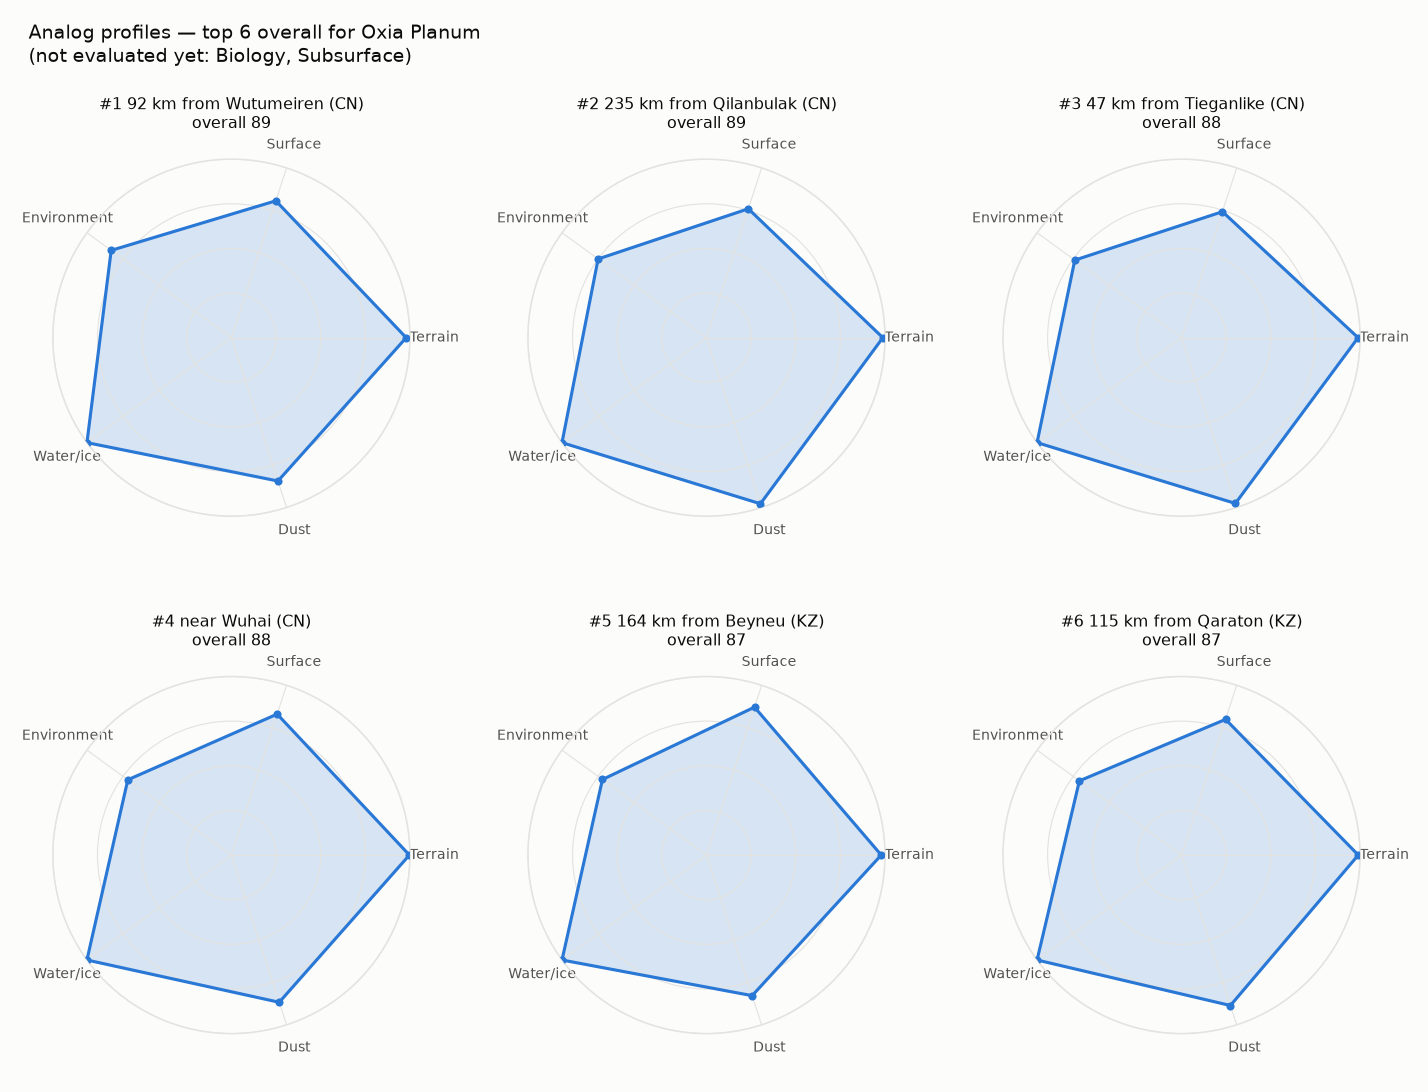 Analog profiles — top 6 overall for Oxia Planum
(not evaluated yet: Biology, Subsurface)
#1 92 km from Wutumeiren (CN)
overall 89
Surface
Environment
Terrain
Water/ice
Dust
#2 235 km from Qilanbulak (CN)
overall 89
Surface
Environment
Terrain
Water/ice
Dust
#3 47 km from Tieganlike (CN)
overall 88
Surface
Environment
Terrain
Water/ice
Dust
#4 near Wuhai (CN)
overall 88
Surface
Environment
Terrain
Water/ice
Dust
#5 164 km from Beyneu (KZ)
overall 87
Surface
Environment
Terrain
Water/ice
Dust
#6 115 km from Qaraton (KZ)
overall 87
Surface
Environment
Terrain
Water/ice
Dust